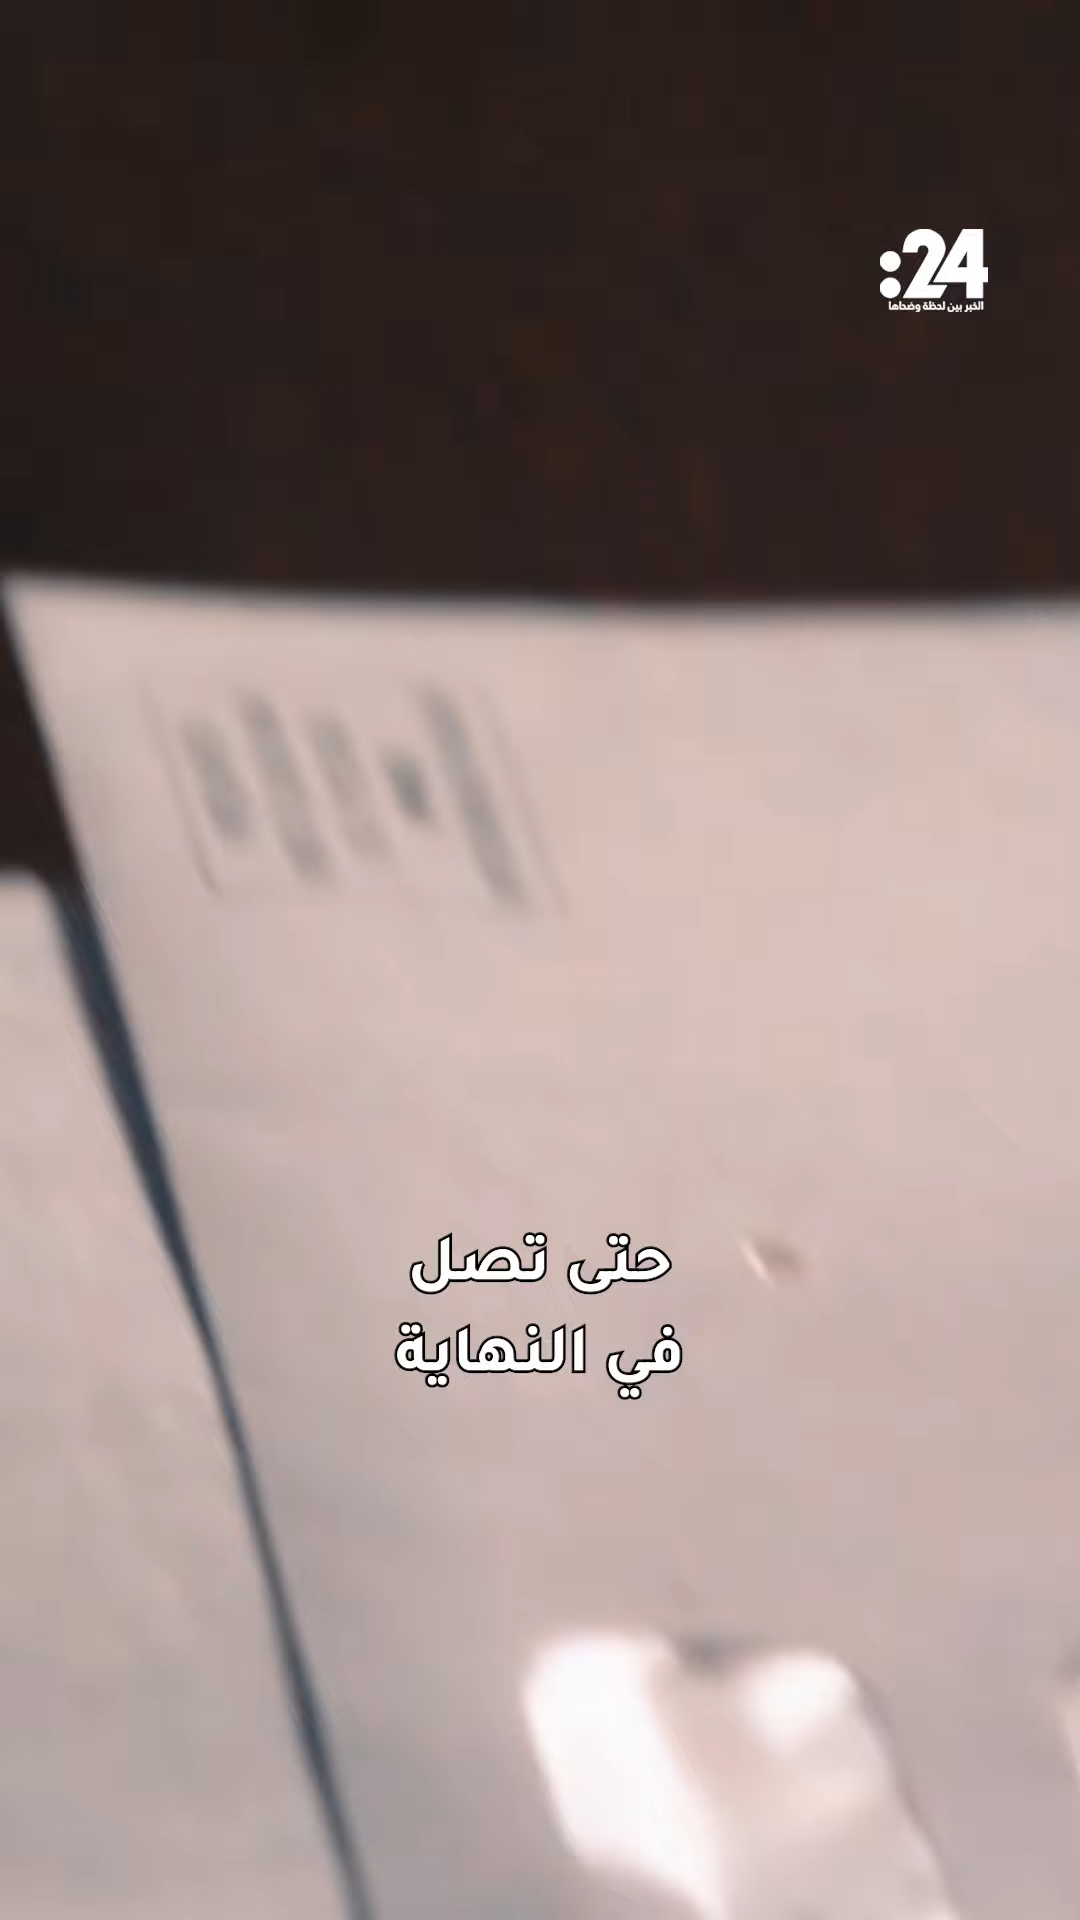 :24
الخبر بين لحظة وضحاها
حتى تصل
في النهاية